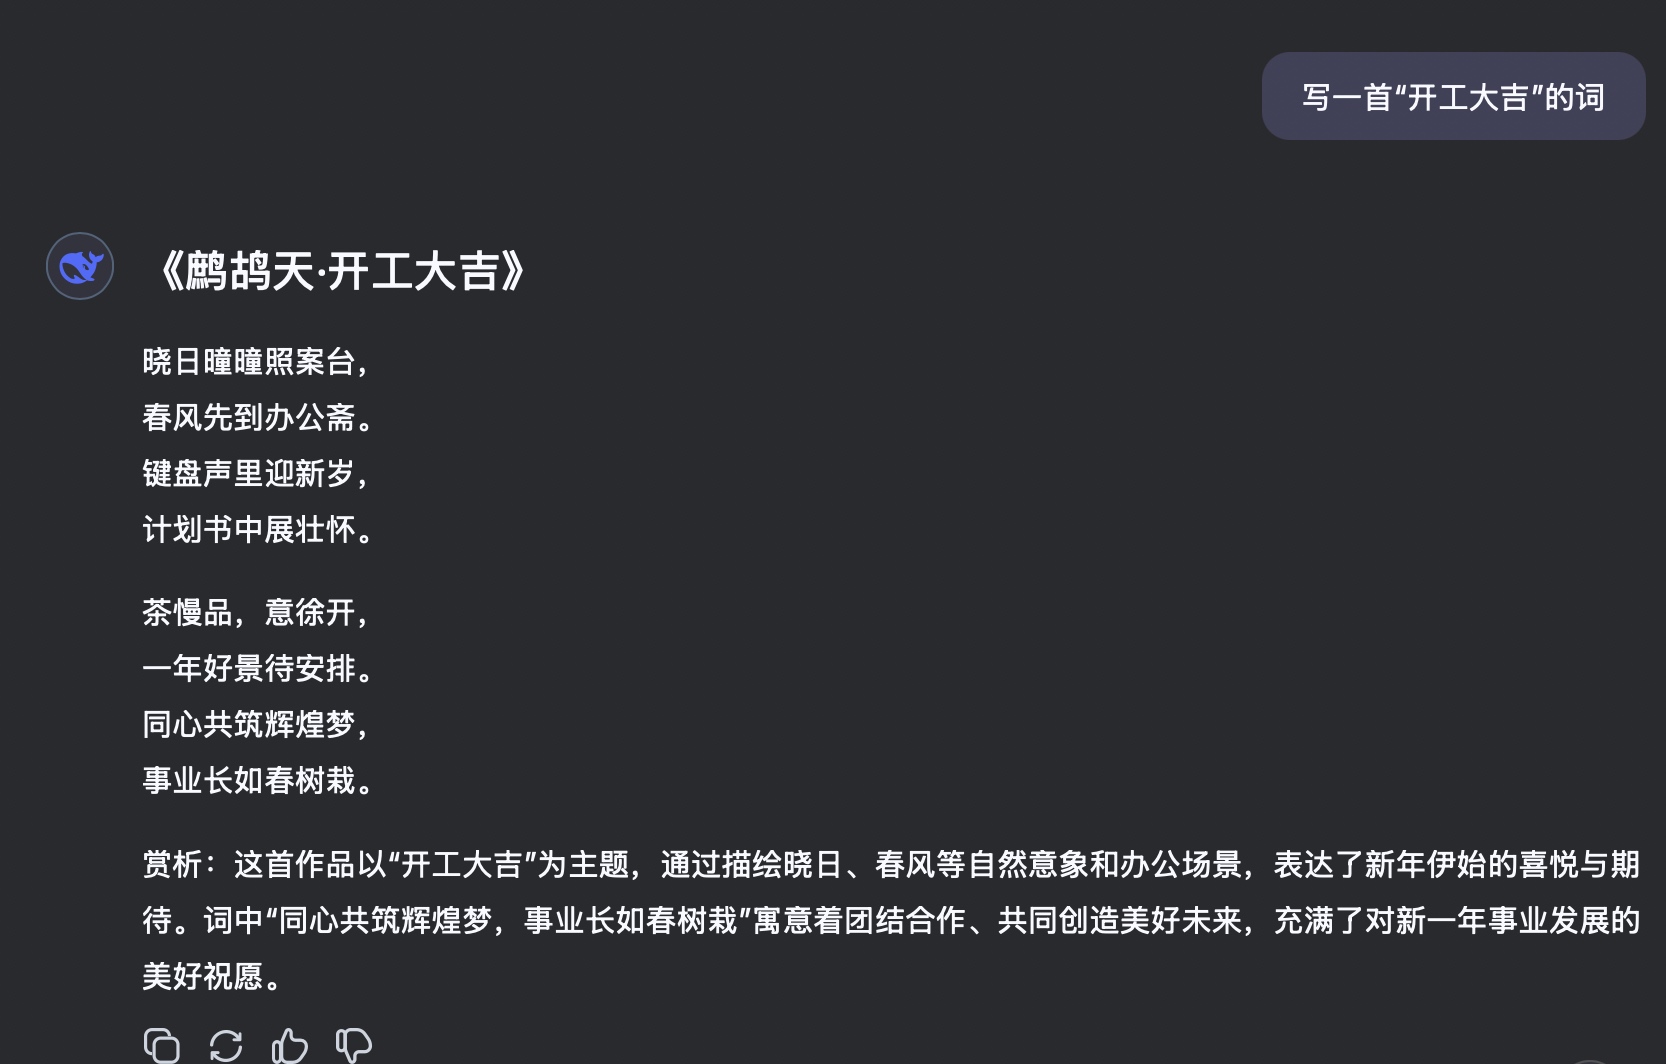 写一首“开工大吉”的词
《鹧鸪天·开工大吉》
晓日曈曈照案台，
春风先到办公斋。
键盘声里迎新岁，
计划书中展壮怀。
茶慢品，意徐开，
一年好景待安排。
同心共筑辉煌梦，
事业长如春树栽。
赏析：这首作品以“开工大吉”为主题，通过描绘晓日、春风等自然意象和办公场景，表达了新年伊始的喜悦与期
待。词中“同心共筑辉煌梦，事业长如春树栽”寓意着团结合作、共同创造美好未来，充满了对新一年事业发展的
美好祝愿。